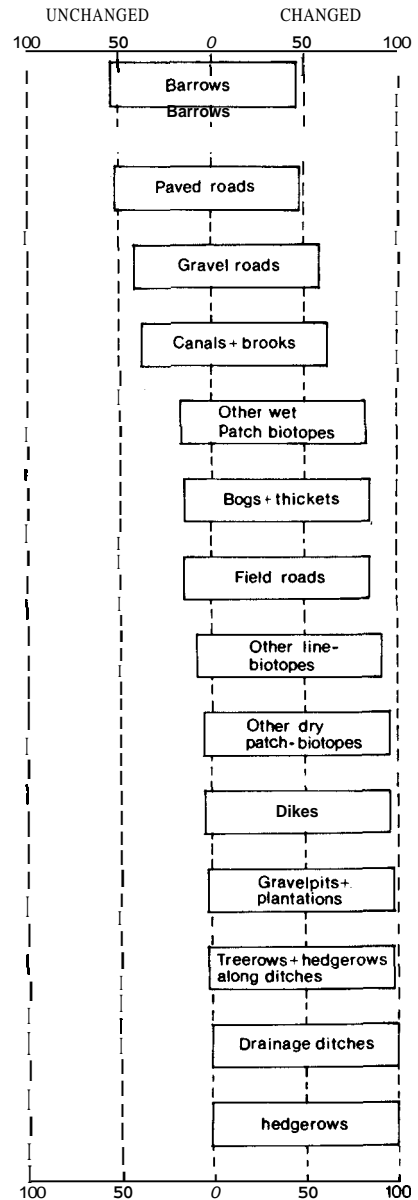 UNCHANGED CHANGED
100 50 0 50 100
Barrows
Barrows
Paved roads
Gravel roads
Canals + brooks
Other wet
Patch biotopes
Bogs + thickets
Field roads
Other line-
biotopes
Other dry
patch-biotopes
Dikes
Gravelpits +
plantations
Treerows + hedgerows
along ditches
Drainage ditches
hedgerows
100 50 0 50 100